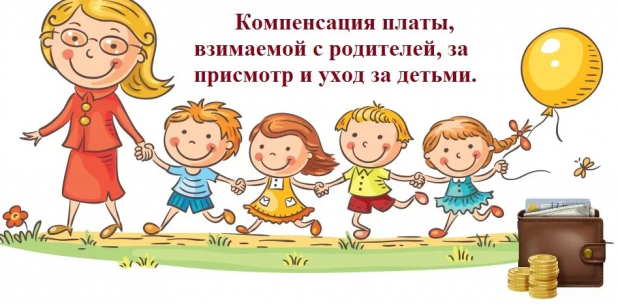 Компенсация платы,
взимаемой с родителей, за
присмотр и уход за детьми.